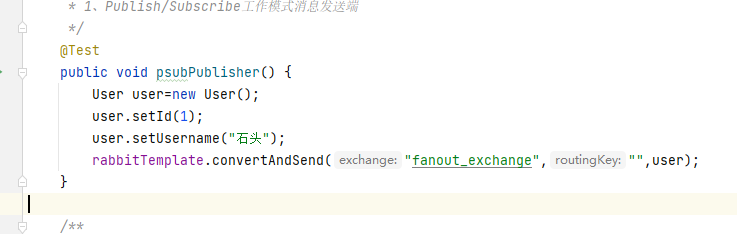 * 1、Publish/Subscribe工作模式消息发送端
*/
@Test
public void psubPublisher() {
User user=new User();
user.setId(1);
user.setUsername("石头");
rabbitTemplate.convertAndSend( exchange: "fanout_exchange", routingKey: "",user);
}
/**